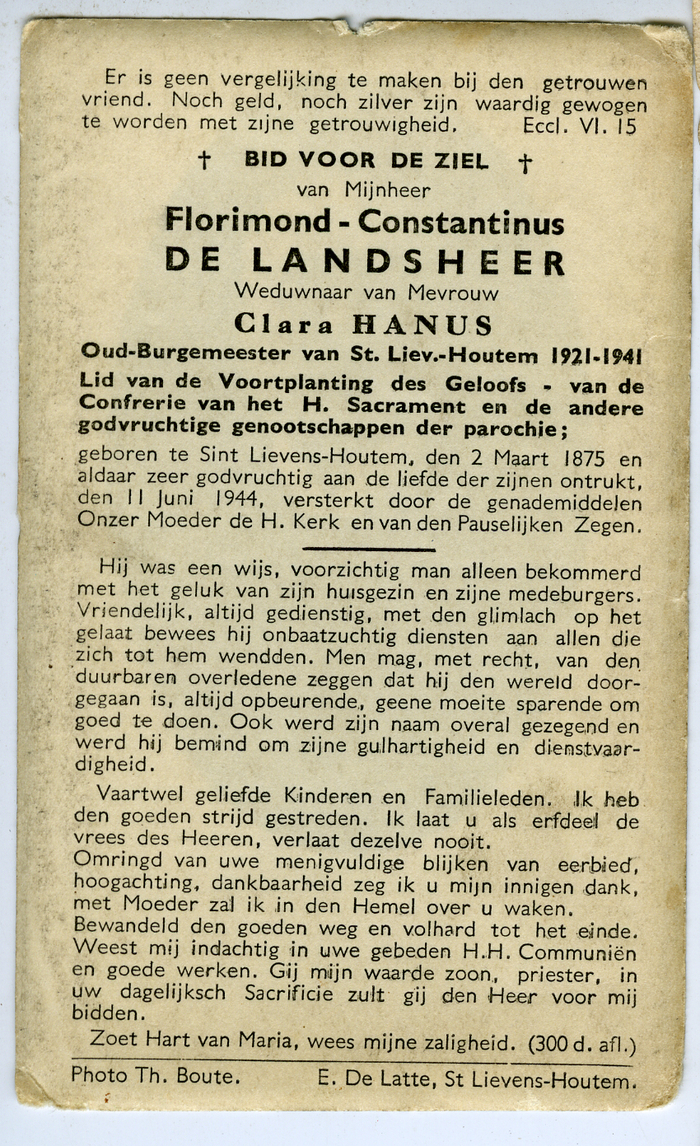 Er is geen vergelijking te maken bij den getrouwen
vriend. Noch geld, noch zilver zijn waardig gewogen
te worden met zijne getrouwigheid. Eccl. VI. 15
† BID VOOR DE ZIEL †
van Mijnheer
Florimond - Constantinus
DE LANDSHEER
Weduwnaar van Mevrouw
Clara HANUS
Oud-Burgemeester van St. Liev.-Houtem 1921-1941
Lid van de Voortplanting des Geloofs - van de
Confrerie van het H. Sacrament en de andere
godvruchtige genootschappen der parochie;
geboren te Sint Lievens-Houtem, den 2 Maart 1875 en
aldaar zeer godvruchtig aan de liefde der zijnen ontrukt,
den 11 Juni 1944, versterkt door de genademiddelen
Onzer Moeder de H. Kerk en van den Pauselijken Zegen.
Hij was een wijs, voorzichtig man alleen bekommerd
met het geluk van zijn huisgezin en zijne medeburgers.
Vriendelijk, altijd gedienstig, met den glimlach op het
gelaat bewees hij onbaatzuchtig diensten aan allen die
zich tot hem wendden. Men mag, met recht, van den
duurbaren overledene zeggen dat hij den wereld door-
gegaan is, altijd opbeurende, geene moeite sparende om
goed te doen. Ook werd zijn naam overal gezegend en
werd hij bemind om zijne gulhartigheid en dienstvaar-
digheid.
Vaartwel geliefde Kinderen en Familieleden. Ik heb
den goeden strijd gestreden. Ik laat u als erfdeel de
vrees des Heeren, verlaat dezelve nooit.
Omringd van uwe menigvuldige blijken van eerbied,
hoogachting, dankbaarheid zeg ik u mijn innigen dank,
met Moeder zal ik in den Hemel over u waken.
Bewandeld den goeden weg en volhard tot het einde.
Weest mij indachtig in uwe gebeden H.H. Communiën
en goede werken. Gij mijn waarde zoon, priester, in
uw dagelijksch Sacrificie zult gij den Heer voor mij
bidden.
Zoet Hart van Maria, wees mijne zaligheid. (300 d. afl.)
Photo Th. Boute. E. De Latte, St Lievens-Houtem.